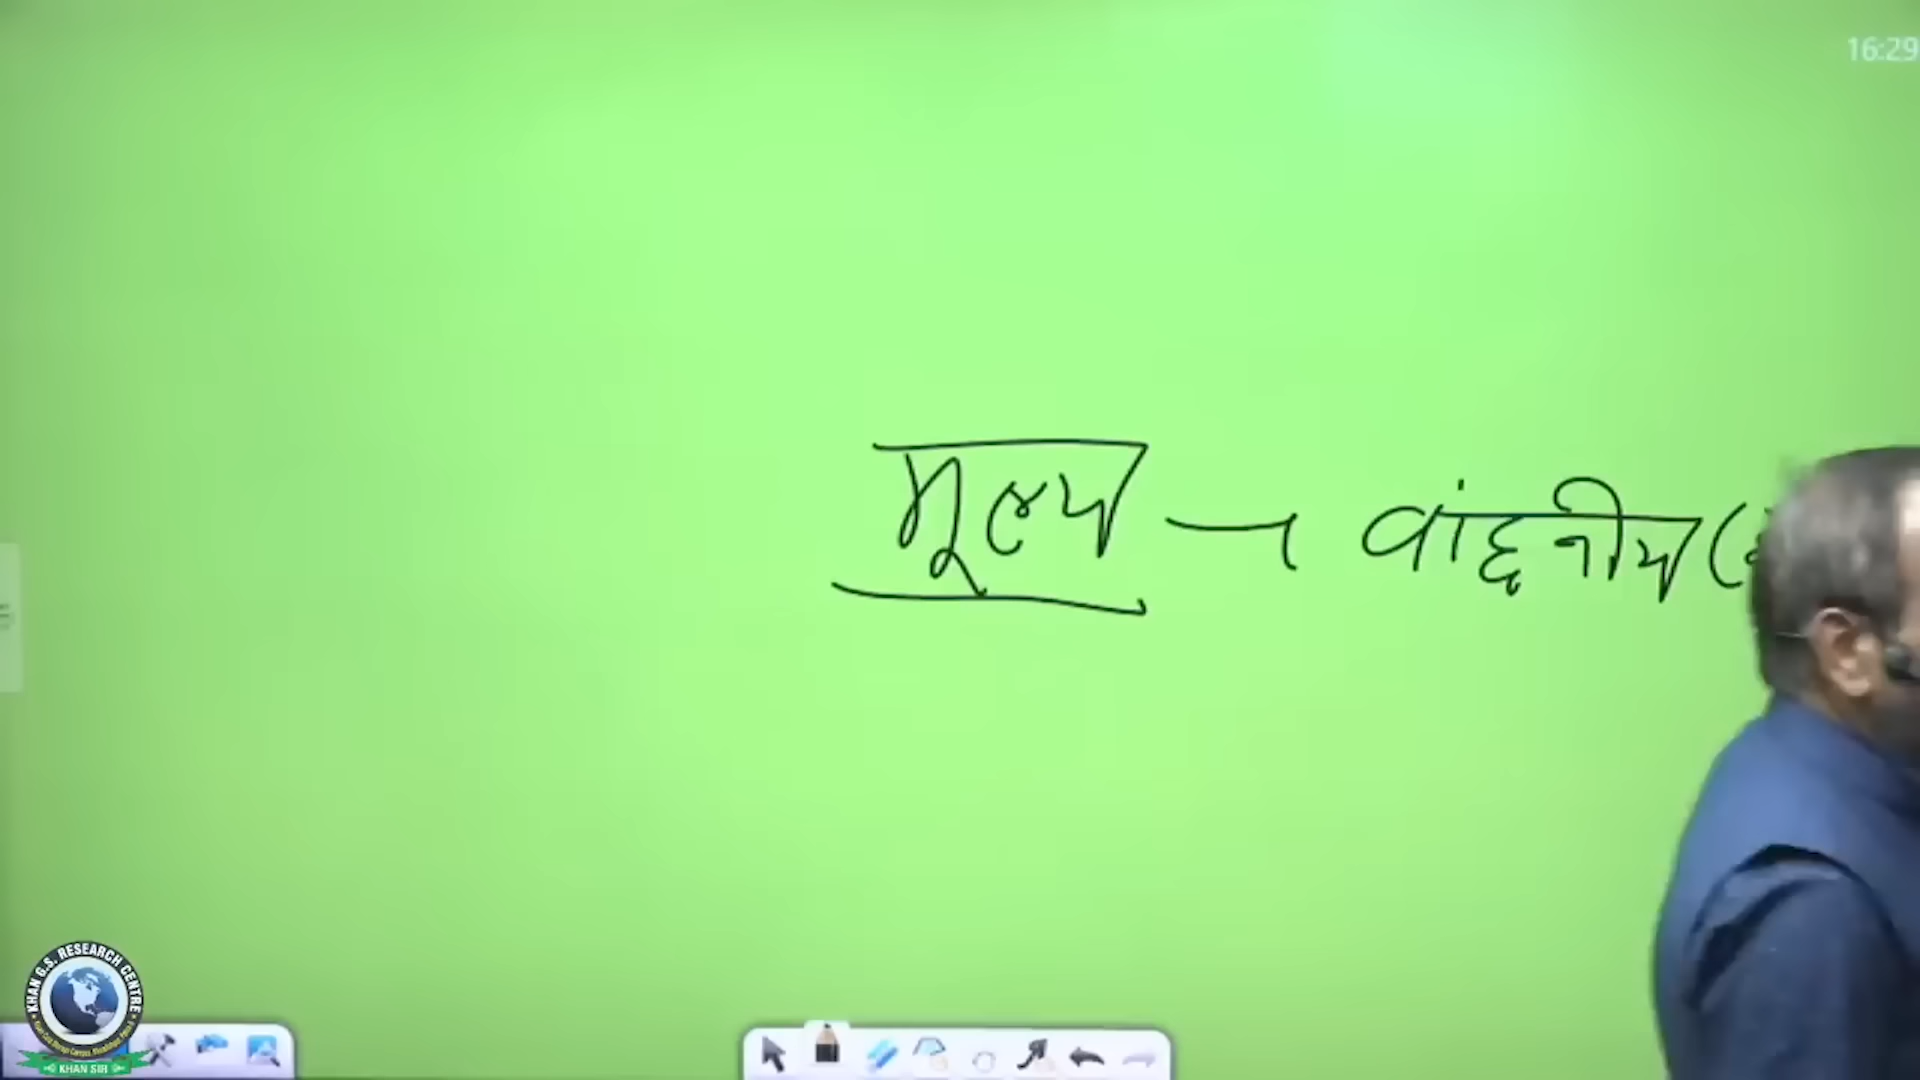 16:29
मूल्य → वांछनीय (
KHAN G.S. RESEARCH CENTRE
KHAN SIR